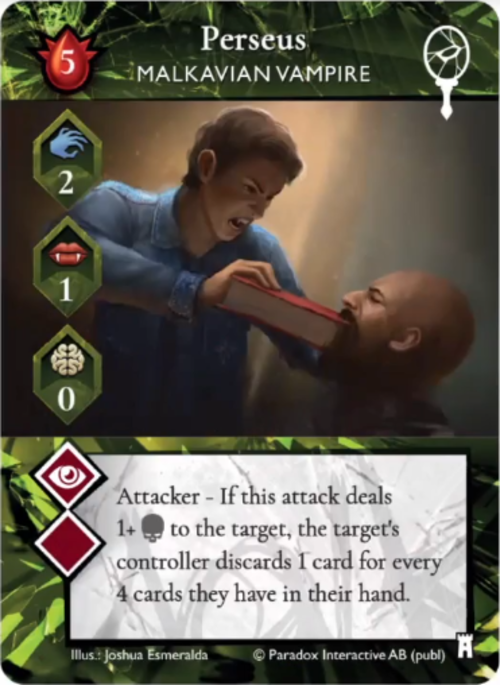 Perseus
5
MALKAVIAN VAMPIRE
2
1
0
Attacker - If this attack deals
1+ to the target, the target's
controller discards 1 card for every
4 cards they have in their hand.
Illus.: Joshua Esmeralda © Paradox Interactive AB (publ)